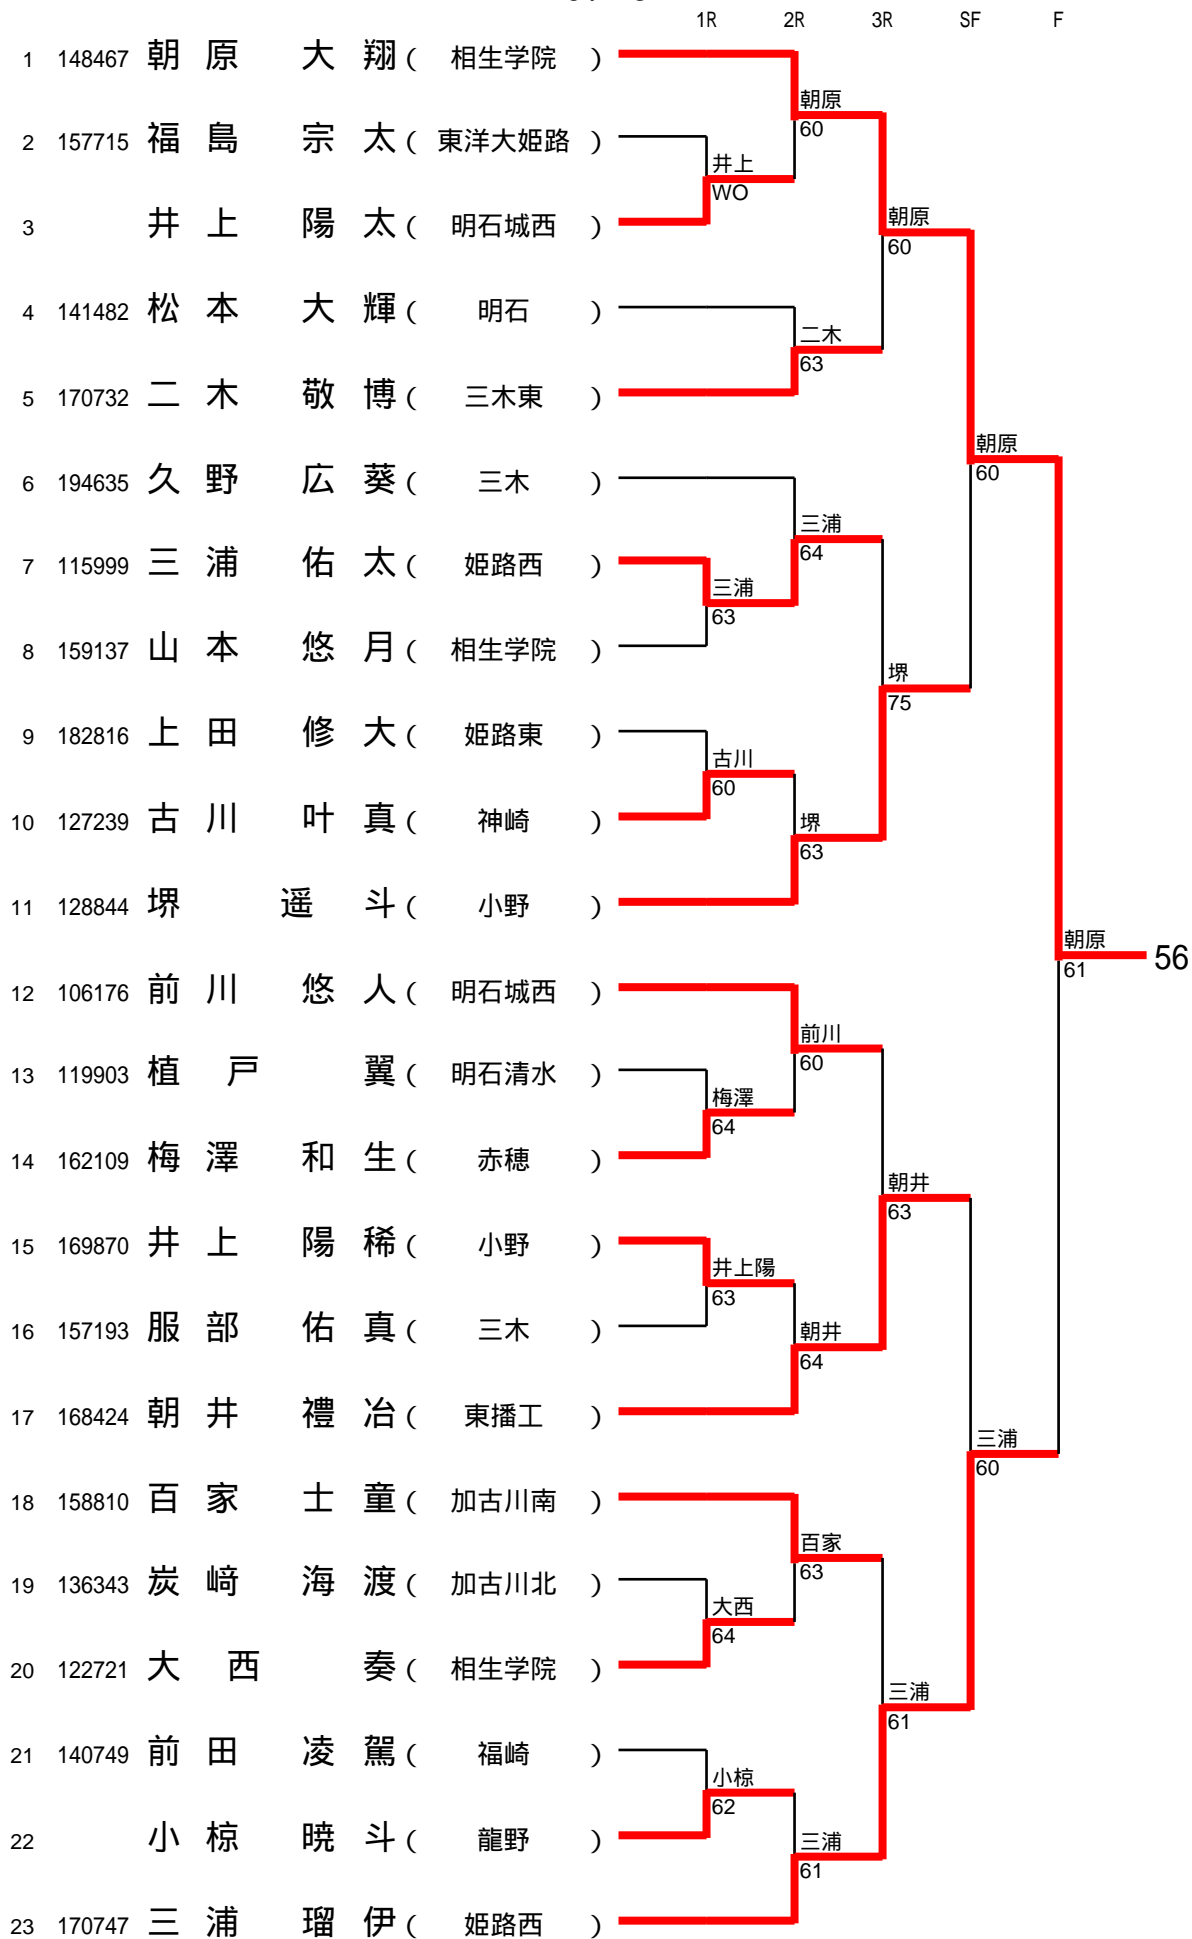 1R 2R 3R SF F
1 148467 朝原 大翔 ( 相生学院 )
朝原
60
2 157715 福島 宗太 ( 東洋大姫路 )
井上
WO
3 井上 陽太 ( 明石城西 )
朝原
60
4 141482 松本 大輝 ( 明石 )
二木
63
5 170732 二木 敬博 ( 三木東 )
朝原
60
6 194635 久野 広葵 ( 三木 )
三浦
64
7 115999 三浦 佑太 ( 姫路西 )
三浦
63
8 159137 山本 悠月 ( 相生学院 )
堺
75
9 182816 上田 修大 ( 姫路東 )
古川
60
10 127239 古川 叶真 ( 神崎 )
堺
63
11 128844 堺 遥斗 ( 小野 )
朝原
61
56
12 106176 前川 悠人 ( 明石城西 )
前川
60
13 119903 植戸 翼 ( 明石清水 )
梅澤
64
14 162109 梅澤 和生 ( 赤穂 )
朝井
63
15 169870 井上 陽稀 ( 小野 )
井上陽
63
16 157193 服部 佑真 ( 三木 )
朝井
64
17 168424 朝井 禮冶 ( 東播工 )
三浦
60
18 158810 百家 士童 ( 加古川南 )
百家
63
19 136343 炭﨑 海渡 ( 加古川北 )
大西
64
20 122721 大西 奏 ( 相生学院 )
三浦
61
21 140749 前田 凌駕 ( 福崎 )
小椋
62
22 小椋 暁斗 ( 龍野 )
三浦
61
23 170747 三浦 瑠伊 ( 姫路西 )